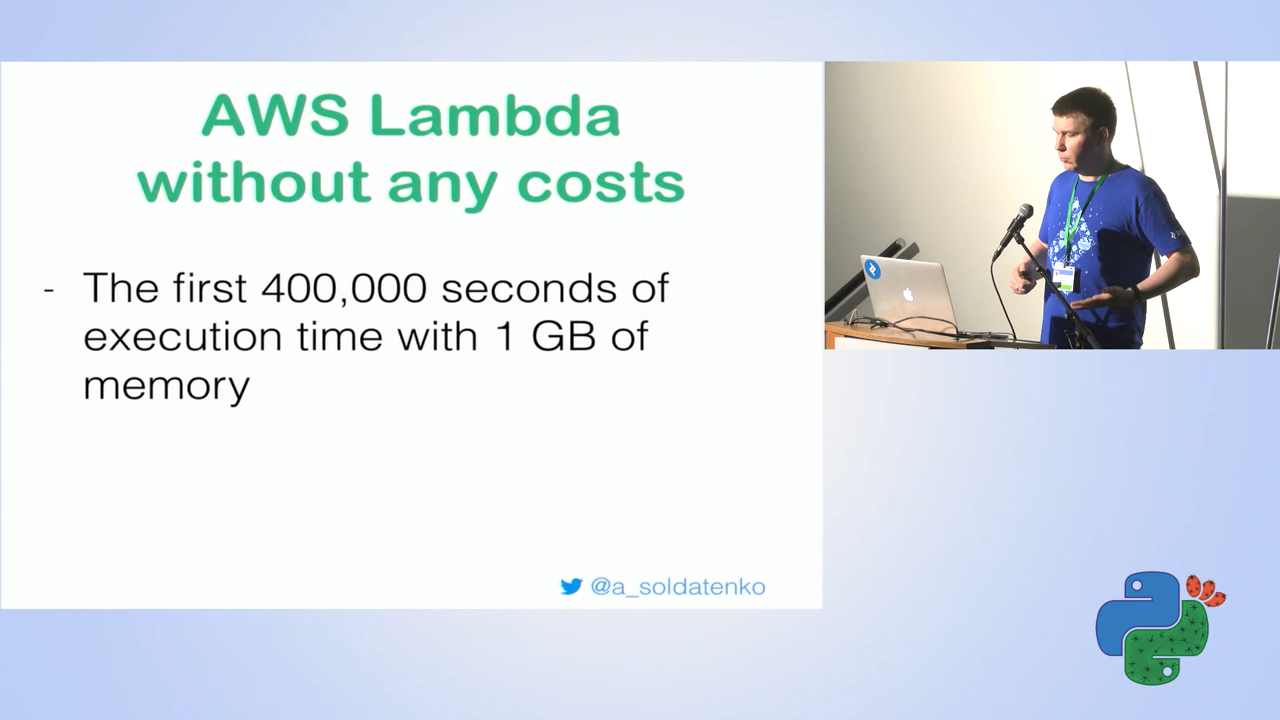 AWS Lambda
without any costs
- The first 400,000 seconds of
execution time with 1 GB of
memory
@a_soldatenko